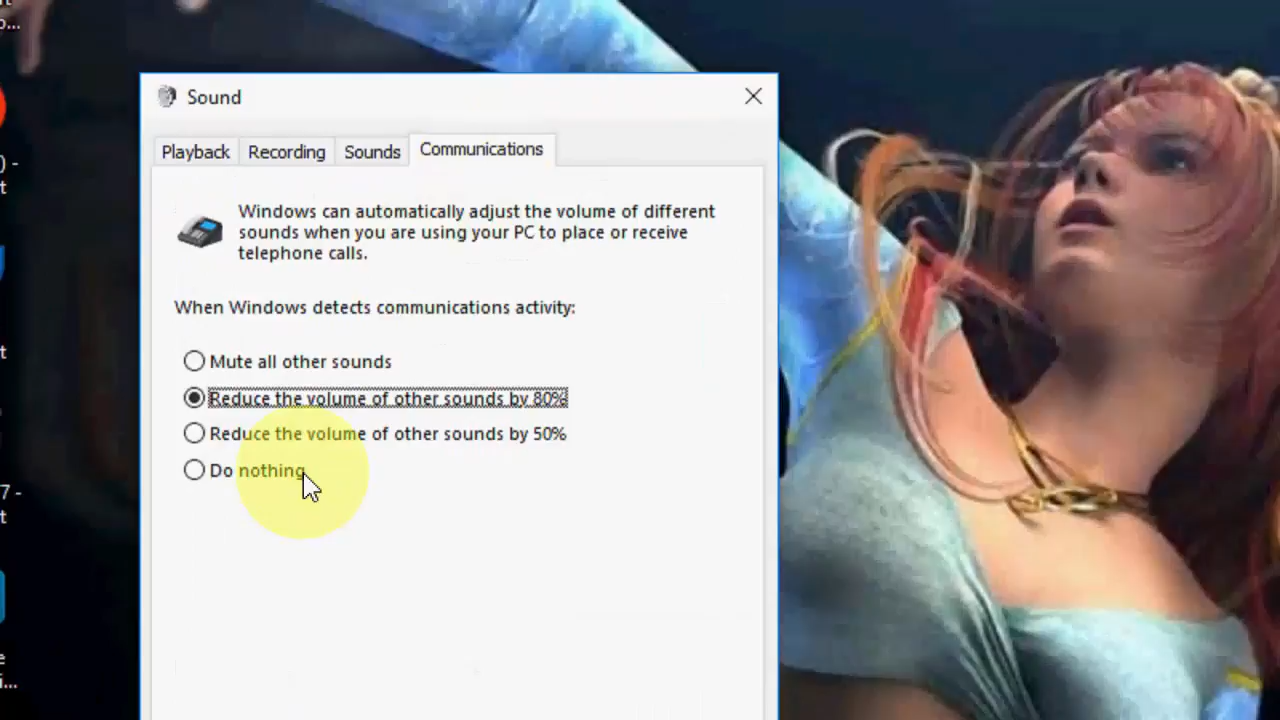 Sound
Playback
Recording
Sounds
Communications
Windows can automatically adjust the volume of different
sounds when you are using your PC to place or receive
telephone calls.
When Windows detects communications activity:
Mute all other sounds
Reduce the volume of other sounds by 80%
Reduce the volume of other sounds by 50%
Do nothing